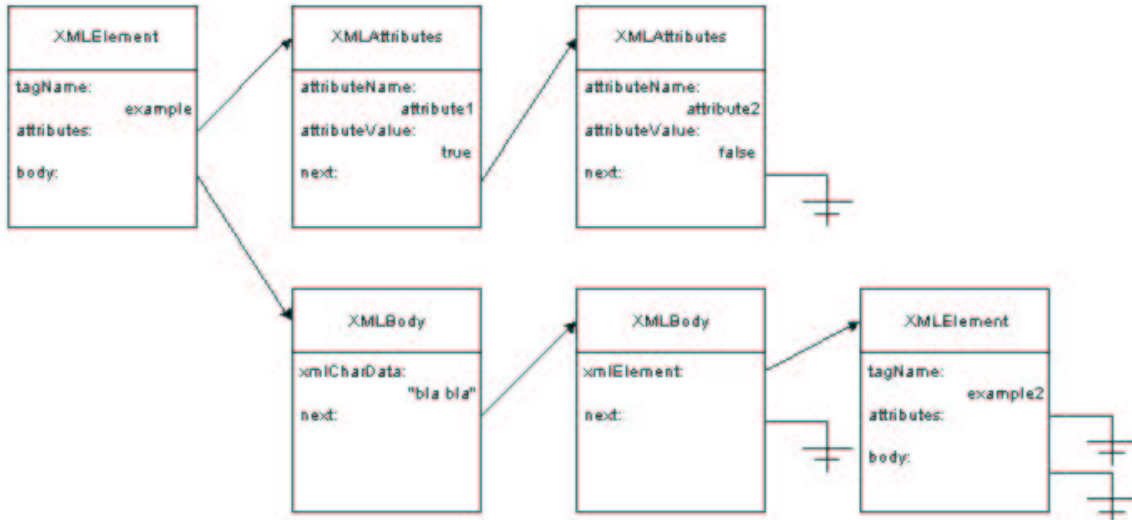 XMLElement
tagName:
example
attributes:
body:
XMLAttributes
attributeName:
attribute1
attributeValue:
true
next:
XMLAttributes
attributeName:
attribute2
attributeValue:
false
next:
XMLBody
xmlCharData:
"bla bla"
next:
XMLBody
xmlElement:
next:
XMLElement
tagName:
example2
attributes:
body: